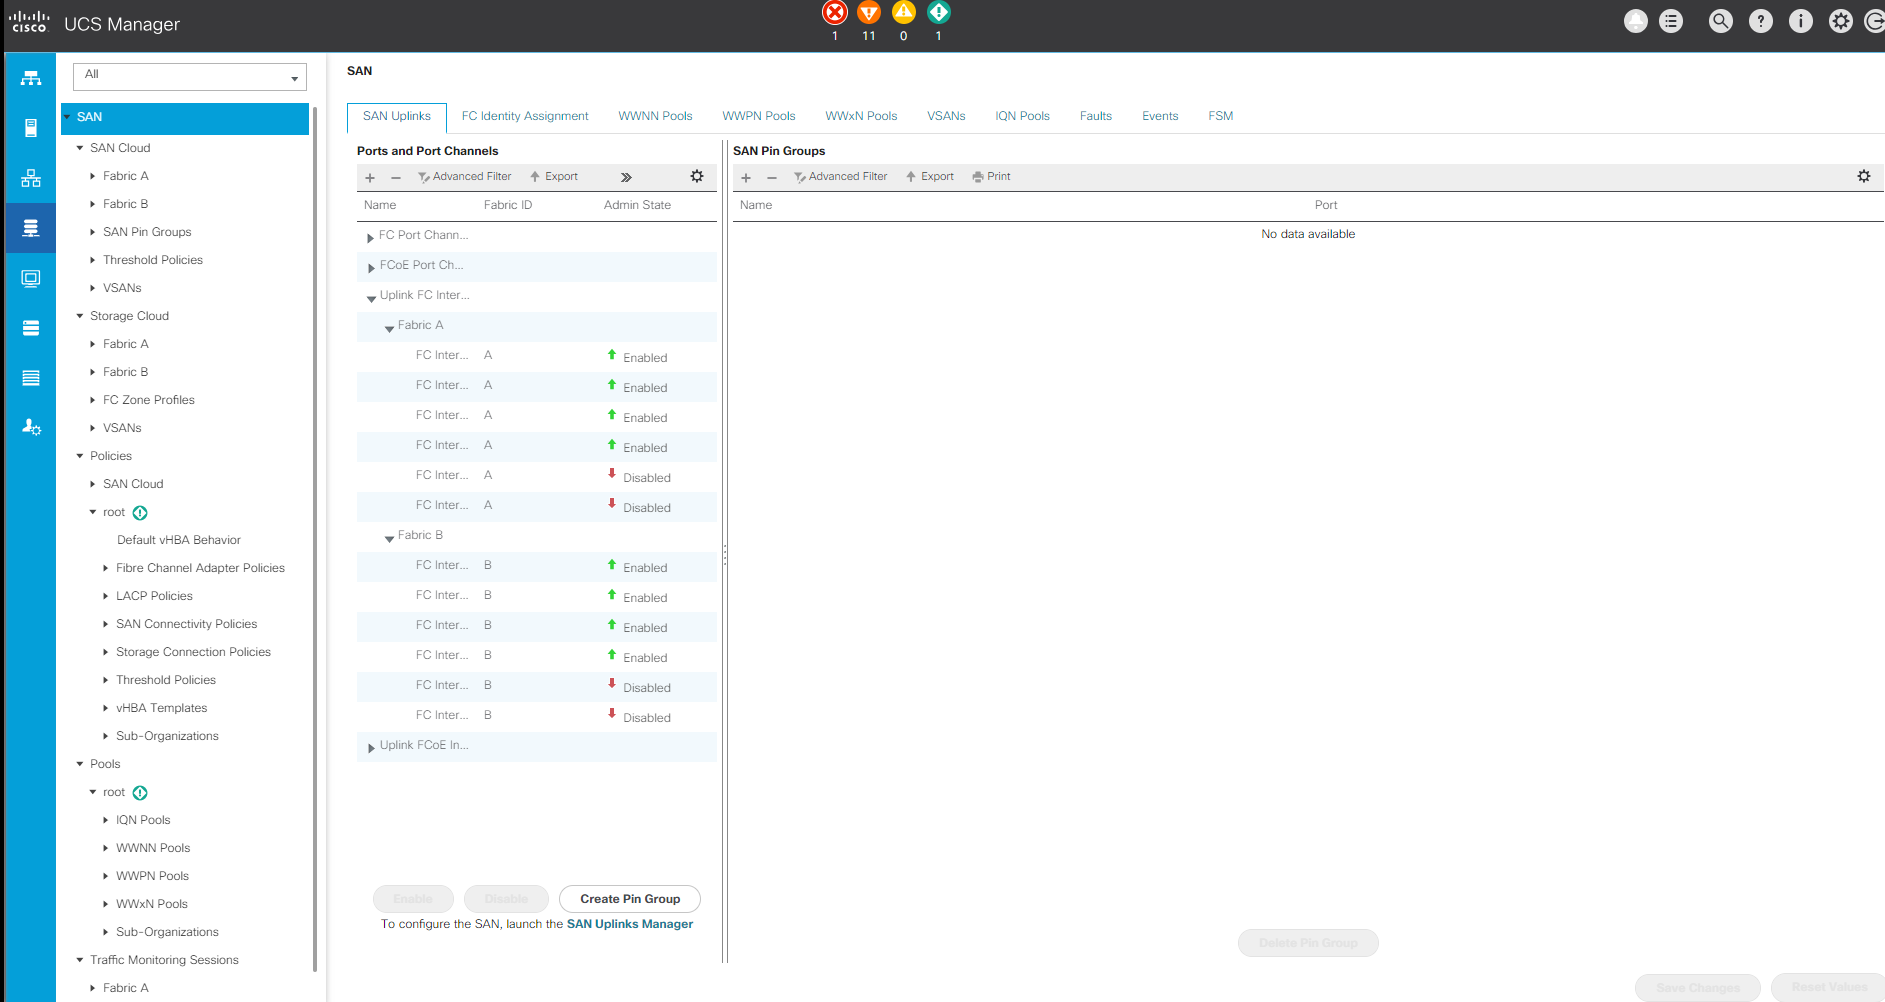 cisco
UCS Manager
1 11 0 1
All
SAN
SAN Cloud
Fabric A
Fabric B
SAN Pin Groups
Threshold Policies
VSANs
Storage Cloud
Fabric A
Fabric B
FC Zone Profiles
VSANs
Policies
SAN Cloud
root
Default vHBA Behavior
Fibre Channel Adapter Policies
LACP Policies
SAN Connectivity Policies
Storage Connection Policies
Threshold Policies
vHBA Templates
Sub-Organizations
Pools
root
IQN Pools
WWNN Pools
WWPN Pools
WWxN Pools
Sub-Organizations
Traffic Monitoring Sessions
Fabric A
SAN
SAN Uplinks FC Identity Assignment WWNN Pools WWPN Pools WWxN Pools VSANs IQN Pools Faults Events FSM
Ports and Port Channels
+ − Advanced Filter Export »
Name Fabric ID Admin State
FC Port Chann...
FCoE Port Ch...
Uplink FC Inter...
Fabric A
FC Inter... A Enabled
FC Inter... A Enabled
FC Inter... A Enabled
FC Inter... A Enabled
FC Inter... A Disabled
FC Inter... A Disabled
Fabric B
FC Inter... B Enabled
FC Inter... B Enabled
FC Inter... B Enabled
FC Inter... B Enabled
FC Inter... B Disabled
FC Inter... B Disabled
Uplink FCoE In...
Enable Disable Create Pin Group
To configure the SAN, launch the SAN Uplinks Manager
SAN Pin Groups
+ − Advanced Filter Export Print
Name Port
No data available
Delete Pin Group
Save Changes Reset Values